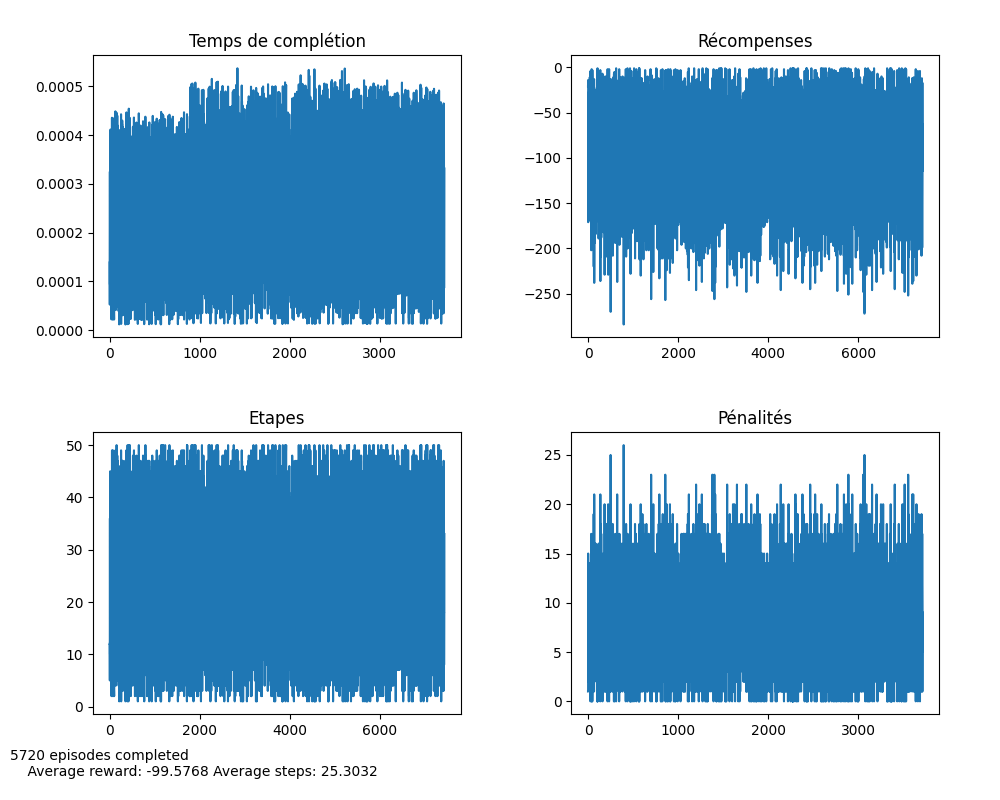 Temps de complétion
0.0005
0.0004
0.0003
0.0002
0.0001
0.0000
0 1000 2000 3000
Récompenses
0
−50
−100
−150
−200
−250
0 2000 4000 6000
Etapes
50
40
30
20
10
0
0 2000 4000 6000
Pénalités
25
20
15
10
5
0
0 1000 2000 3000
5720 episodes completed
Average reward: -99.5768 Average steps: 25.3032